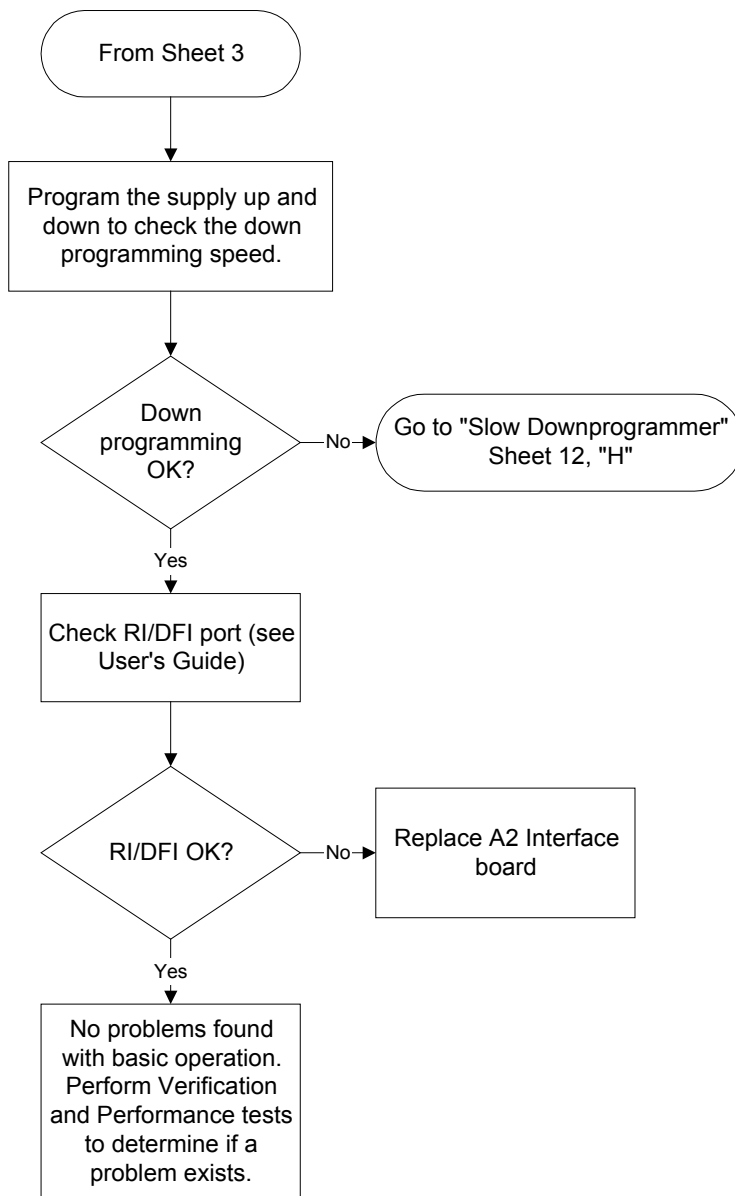 From Sheet 3
Program the supply up and
down to check the down
programming speed.
Down
programming
OK?
No
Go to "Slow Downprogrammer"
Sheet 12, "H"
Yes
Check RI/DFI port (see
User's Guide)
RI/DFI OK?
No
Replace A2 Interface
board
Yes
No problems found
with basic operation.
Perform Verification
and Performance tests
to determine if a
problem exists.